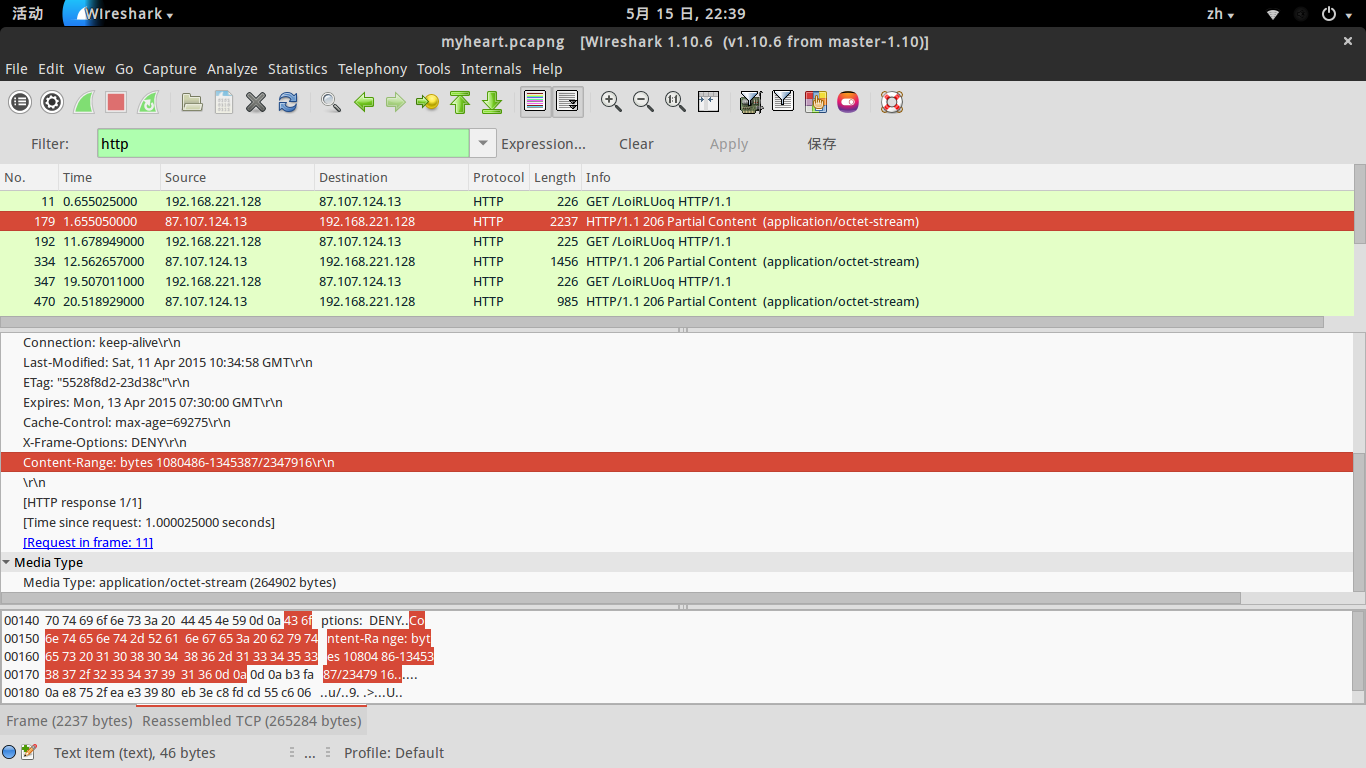 活动 Wireshark 5月 15 日, 22:39 zh
myheart.pcapng [Wireshark 1.10.6 (v1.10.6 from master-1.10)]
File Edit View Go Capture Analyze Statistics Telephony Tools Internals Help
Filter: http Expression... Clear Apply 保存
No. Time Source Destination Protocol Length Info
11 0.655025000 192.168.221.128 87.107.124.13 HTTP 226 GET /LoiRLUoq HTTP/1.1
179 1.655050000 87.107.124.13 192.168.221.128 HTTP 2237 HTTP/1.1 206 Partial Content (application/octet-stream)
192 11.678949000 192.168.221.128 87.107.124.13 HTTP 225 GET /LoiRLUoq HTTP/1.1
334 12.562657000 87.107.124.13 192.168.221.128 HTTP 1456 HTTP/1.1 206 Partial Content (application/octet-stream)
347 19.507011000 192.168.221.128 87.107.124.13 HTTP 226 GET /LoiRLUoq HTTP/1.1
470 20.518929000 87.107.124.13 192.168.221.128 HTTP 985 HTTP/1.1 206 Partial Content (application/octet-stream)
Connection: keep-alive\r\n
Last-Modified: Sat, 11 Apr 2015 10:34:58 GMT\r\n
ETag: "5528f8d2-23d38c"\r\n
Expires: Mon, 13 Apr 2015 07:30:00 GMT\r\n
Cache-Control: max-age=69275\r\n
X-Frame-Options: DENY\r\n
Content-Range: bytes 1080486-1345387/2347916\r\n
\r\n
[HTTP response 1/1]
[Time since request: 1.000025000 seconds]
[Request in frame: 11]
Media Type
Media Type: application/octet-stream (264902 bytes)
00140 70 74 69 6f 6e 73 3a 20 44 45 4e 59 0d 0a 43 6f ptions: DENY..Co
00150 6e 74 65 6e 74 2d 52 61 6e 67 65 3a 20 62 79 74 ntent-Ra nge: byt
00160 65 73 20 31 30 38 30 34 38 36 2d 31 33 34 35 33 es 10804 86-13453
00170 38 37 2f 32 33 34 37 39 31 36 0d 0a 0d 0a b3 fa 87/23479 16......
00180 0a e8 75 2f ea e3 39 80 eb 3e c8 fd cd 55 c6 06 ..u/..9. .>...U..
Frame (2237 bytes) Reassembled TCP (265284 bytes)
Text item (text), 46 bytes ... Profile: Default